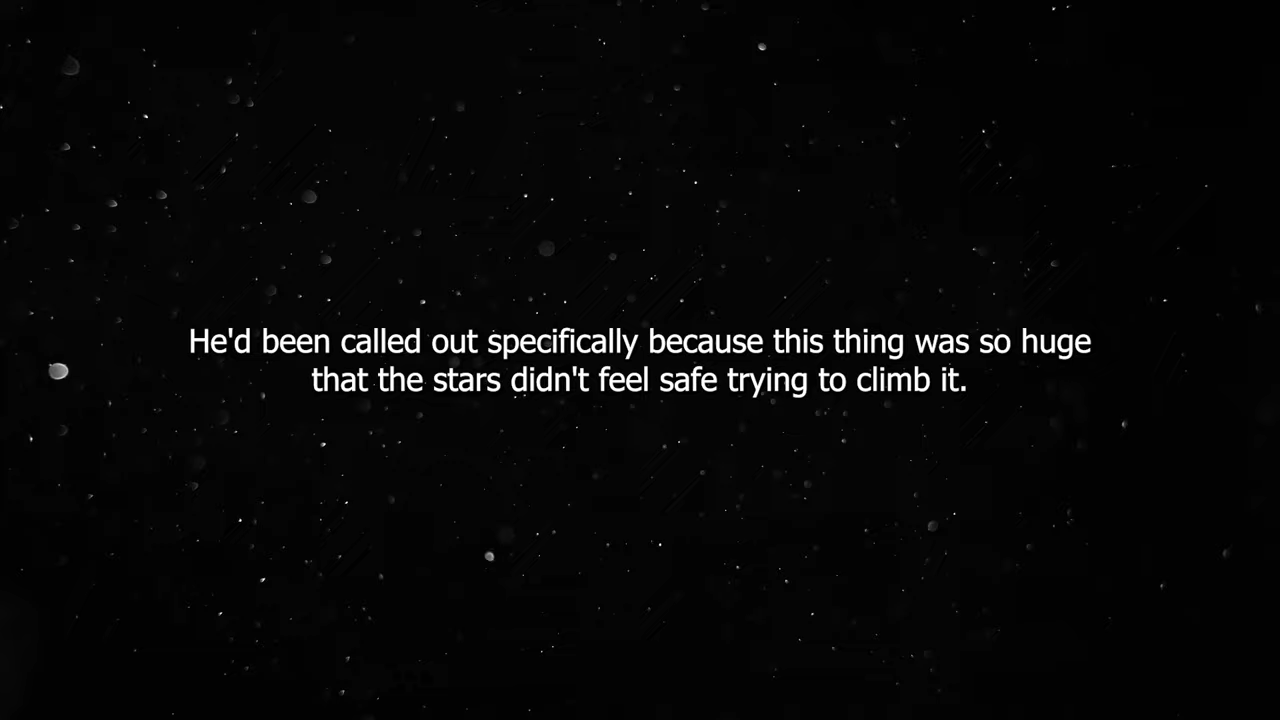 He'd been called out specifically because this thing was so huge
that the stars didn't feel safe trying to climb it.